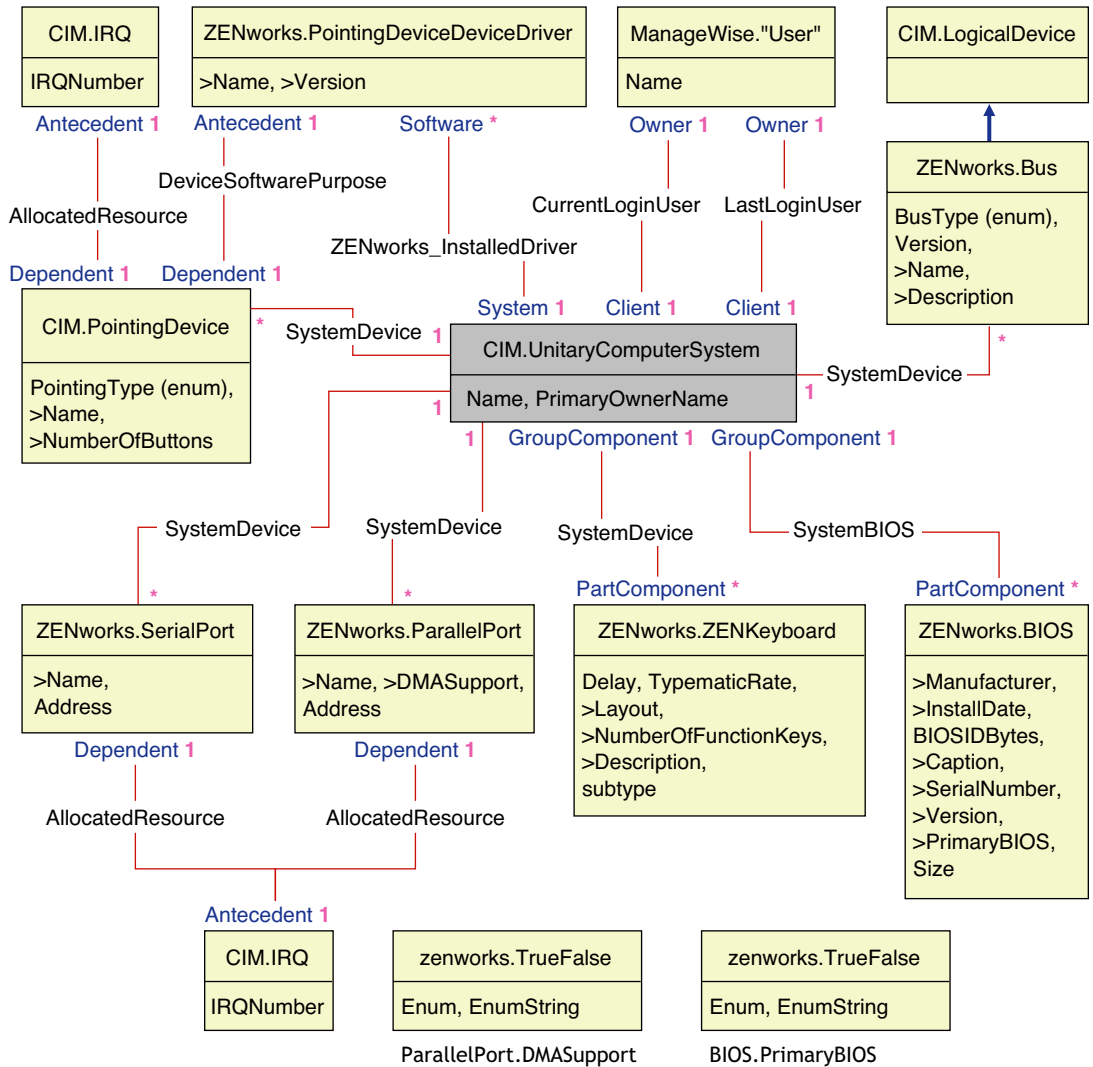 CIM.IRQ
IRQNumber
ZENworks.PointingDeviceDeviceDriver
>Name, >Version
ManageWise."User"
Name
CIM.LogicalDevice
Antecedent 1
Antecedent 1
Software *
Owner 1
Owner 1
ZENworks.Bus
BusType (enum),
Version,
>Name,
>Description
*
DeviceSoftwarePurpose
AllocatedResource
CurrentLoginUser
LastLoginUser
ZENworks_InstalledDriver
Dependent 1
Dependent 1
System 1
Client 1
Client 1
CIM.PointingDevice
PointingType (enum),
>Name,
>NumberOfButtons
*
SystemDevice
1
CIM.UnitaryComputerSystem
Name, PrimaryOwnerName
SystemDevice
1
1
1
GroupComponent 1
GroupComponent 1
SystemDevice
SystemDevice
SystemDevice
SystemBIOS
*
*
PartComponent *
PartComponent *
ZENworks.SerialPort
>Name,
Address
ZENworks.ParallelPort
>Name, >DMASupport,
Address
ZENworks.ZENKeyboard
Delay, TypematicRate,
>Layout,
>NumberOfFunctionKeys,
>Description,
subtype
ZENworks.BIOS
>Manufacturer,
>InstallDate,
BIOSIDBytes,
>Caption,
>SerialNumber,
>Version,
>PrimaryBIOS,
Size
Dependent 1
Dependent 1
AllocatedResource
AllocatedResource
Antecedent 1
CIM.IRQ
IRQNumber
zenworks.TrueFalse
Enum, EnumString
ParallelPort.DMASupport
zenworks.TrueFalse
Enum, EnumString
BIOS.PrimaryBIOS